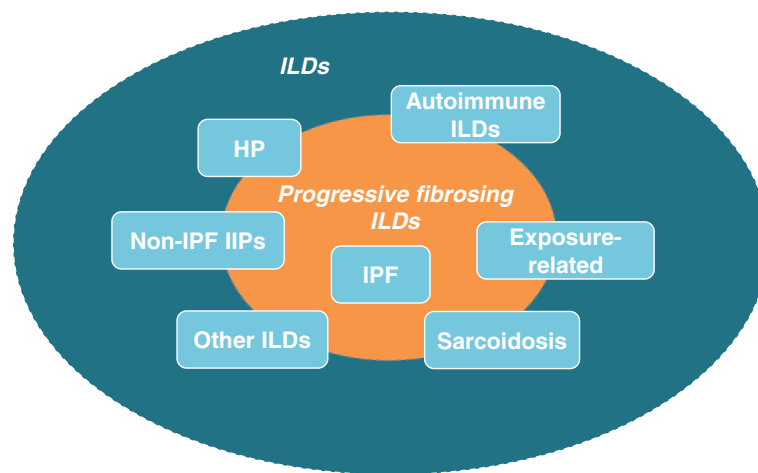 ILDs
Autoimmune
ILDs
HP
Progressive fibrosing
ILDs
Non-IPF IIPs
Exposure-
related
IPF
Other ILDs
Sarcoidosis